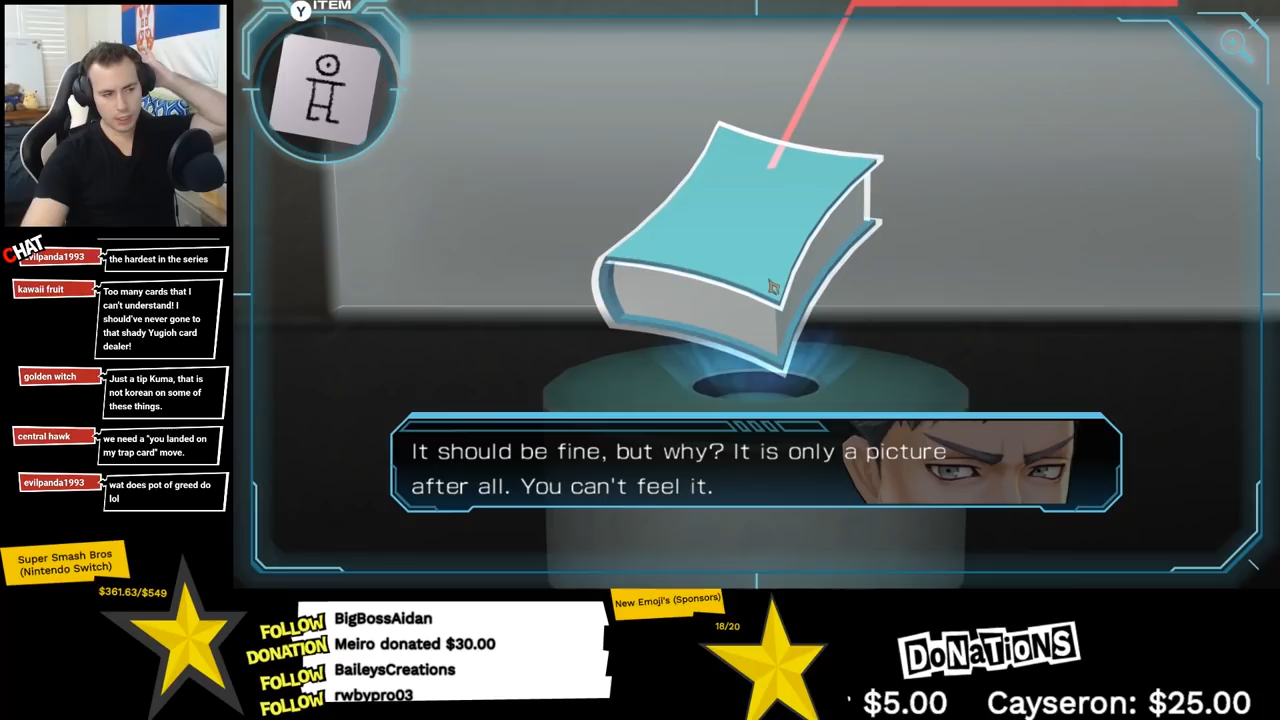 Y ITEM
CHAT
evilpanda1993
the hardest in the series
kawaii fruit
Too many cards that I
can't understand! I
should've never gone to
that shady Yugioh card
dealer!
golden witch
Just a tip Kuma, that is
not korean on some of
these things.
central hawk
we need a "you landed on
my trap card" move.
evilpanda1993
wat does pot of greed do
lol
It should be fine, but why? It is only a picture
after all. You can't feel it.
Super Smash Bros
(Nintendo Switch)
$361.63/$549
FOLLOW BigBossAidan
DONATION Meiro donated $30.00
FOLLOW BaileysCreations
FOLLOW rwbypro03
New Emoji's (Sponsors)
18/20
DoNaTiONS
$5.00 Cayseron: $25.00